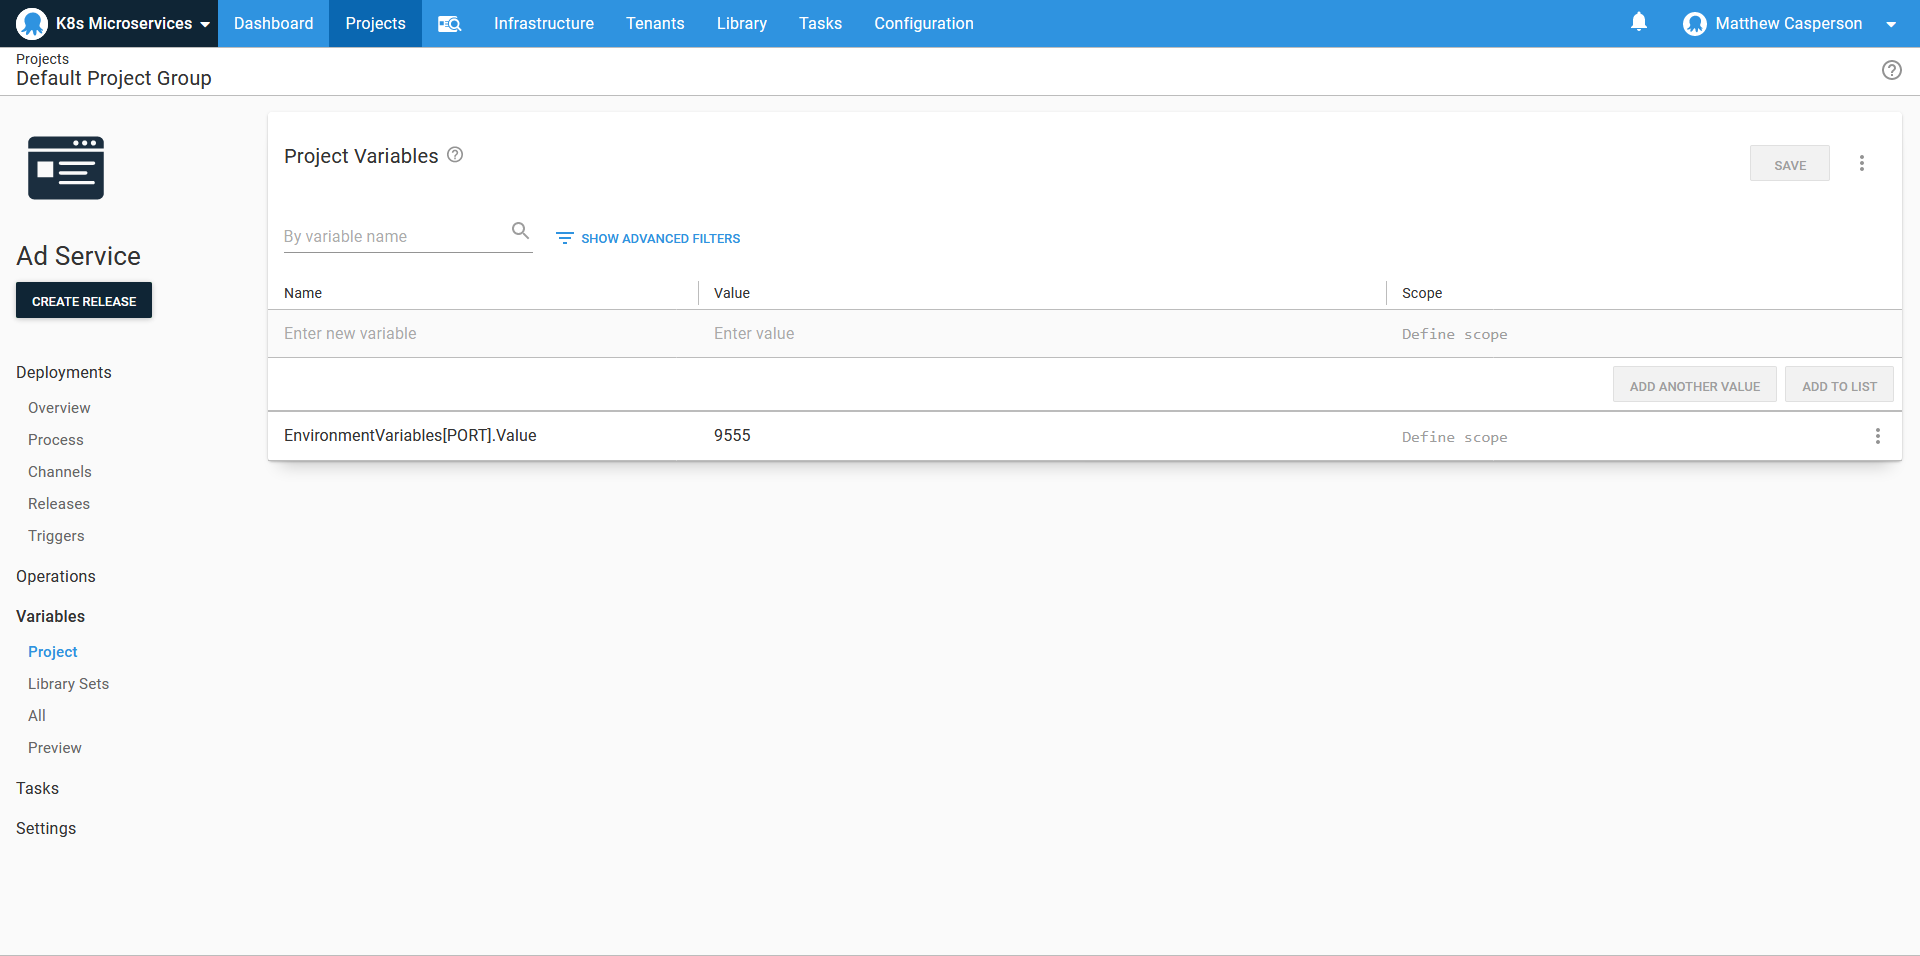 K8s Microservices Dashboard Projects Infrastructure Tenants Library Tasks Configuration Matthew Casperson
Projects
Default Project Group
Ad Service
CREATE RELEASE
Deployments
Overview
Process
Channels
Releases
Triggers
Operations
Variables
Project
Library Sets
All
Preview
Tasks
Settings
Project Variables
SAVE
By variable name SHOW ADVANCED FILTERS
Name Value Scope
Enter new variable Enter value Define scope
ADD ANOTHER VALUE ADD TO LIST
EnvironmentVariables[PORT].Value 9555 Define scope